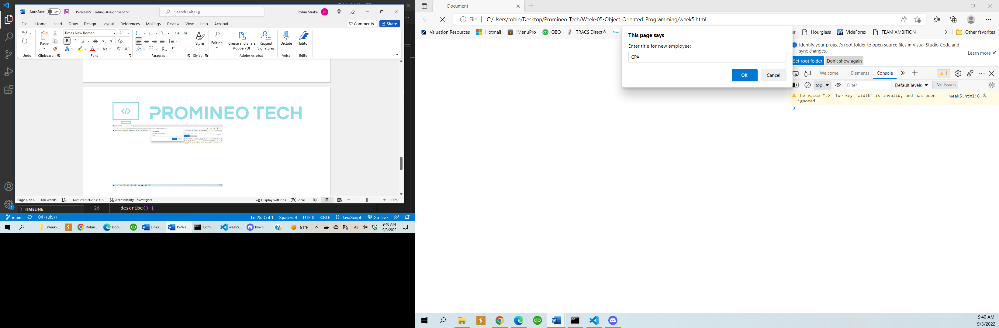 AutoSave Off JS-Week5_Coding-Assignment Search (Alt+Q) Robin Straka RS
File Home Insert Draw Design Layout References Mailings Review View Help Acrobat Comments Share
Times New Roman 12
Paste Styles Editing Create and Share Adobe PDF Request Signatures Dictate Editor
Undo Clipboard Font Paragraph Styles Adobe Acrobat Voice Editor
PROMINEO TECH
Page 4 of 4 180 words Text Predictions: On Accessibility: Investigate Display Settings Focus 100%
TIMELINE 26 describe() {
main 0 0 Ln 25, Col 1 Spaces: 4 UTF-8 CRLF {} JavaScript Go Live
Week-... Robin... Docu... Links ... JS-We... Com... week5... hw-h... 61°F 9:40 AM
9/3/2022
Document
File C:/Users/robin/Desktop/Promineo_Tech/Week-05-Object_Oriented_Programming/week5.html
Valuation Resources Hotmail iMenuPro QBO TRACS Direct® Sysco er Hourglass VideForex TEAM AMBITION Other favorites
This page says
Enter title for new employee:
CPA
OK Cancel
Identify your project's root folder to open source files in Visual Studio Code and
sync changes.
Learn more
Set root folder Don't show again
Welcome Elements Console 1
top Filter Default levels No Issues
The value "<>" for key "width" is invalid, and has been week5.html:6
ignored.
9:40 AM
9/3/2022